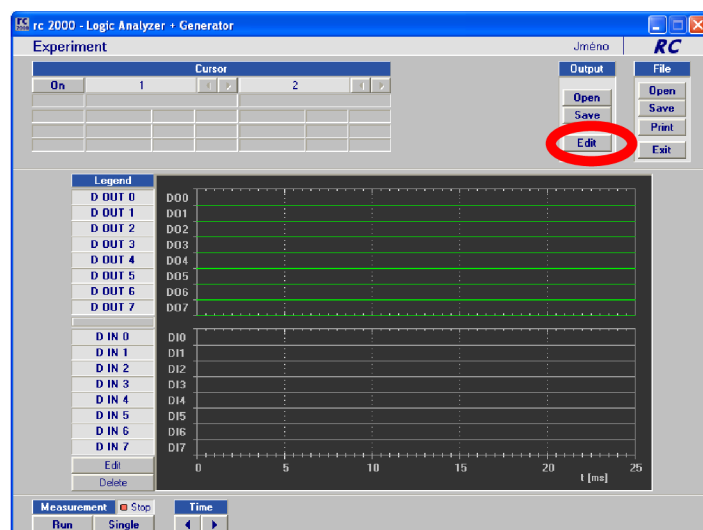 rc 2000 - Logic Analyzer + Generator
Experiment
Jméno
RC
Cursor
On 1 2
Output
Open
Save
Edit
File
Open
Save
Print
Exit
Legend
D OUT 0
D OUT 1
D OUT 2
D OUT 3
D OUT 4
D OUT 5
D OUT 6
D OUT 7
D IN 0
D IN 1
D IN 2
D IN 3
D IN 4
D IN 5
D IN 6
D IN 7
Edit
Delete
DO0
DO1
DO2
DO3
DO4
DO5
DO6
DO7
DI0
DI1
DI2
DI3
DI4
DI5
DI6
DI7
0 5 10 15 20 25
t [ms]
Measurement Stop
Run Single
Time